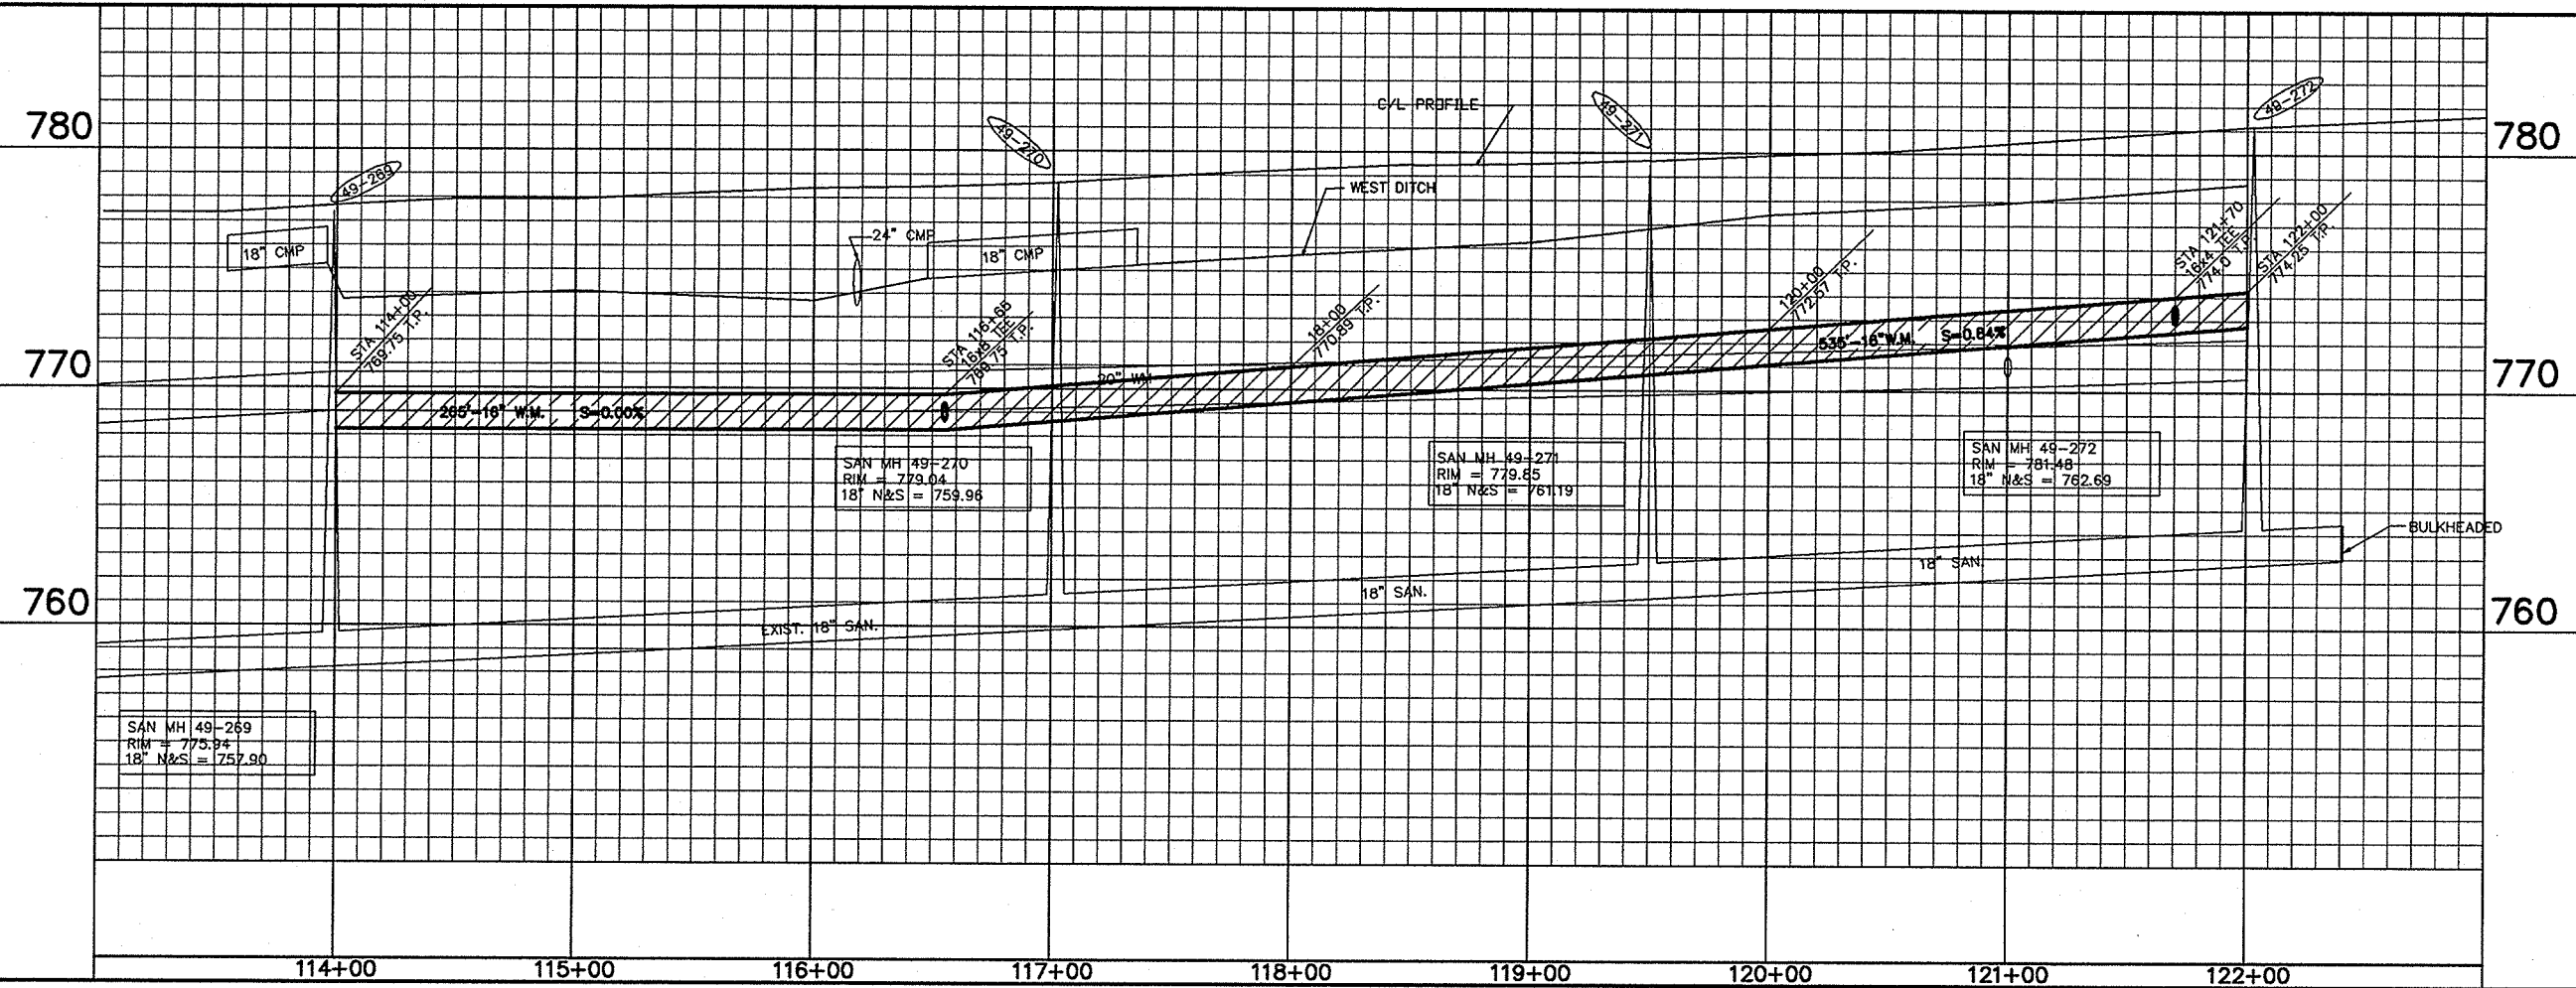 780
780
770
770
760
760
49-269
49-270
49-271
49-272
C/L PROFILE
WEST DITCH
18" CMP
24" CMP
18" CMP
STA 114+00
769.75 T.P.
STA 116+65
16x8 TEE
769.75 T.P.
18+00
770.89 T.P.
120+00
772.57 T.P.
STA 121+70
16x4 TEE
774.0 T.P.
STA 122+00
774.25 T.P.
265'-16" W.M. S=0.00%
20" WM
535'-16" W.M. S=0.84%
SAN MH 49-270
RIM = 779.04
18" N&S = 759.96
SAN MH 49-271
RIM = 779.85
18" N&S = 761.19
SAN MH 49-272
RIM = 781.48
18" N&S = 762.69
BULKHEADED
18" SAN.
18" SAN.
EXIST. 18" SAN.
SAN MH 49-269
RIM = 775.94
18" N&S = 757.90
114+00
115+00
116+00
117+00
118+00
119+00
120+00
121+00
122+00